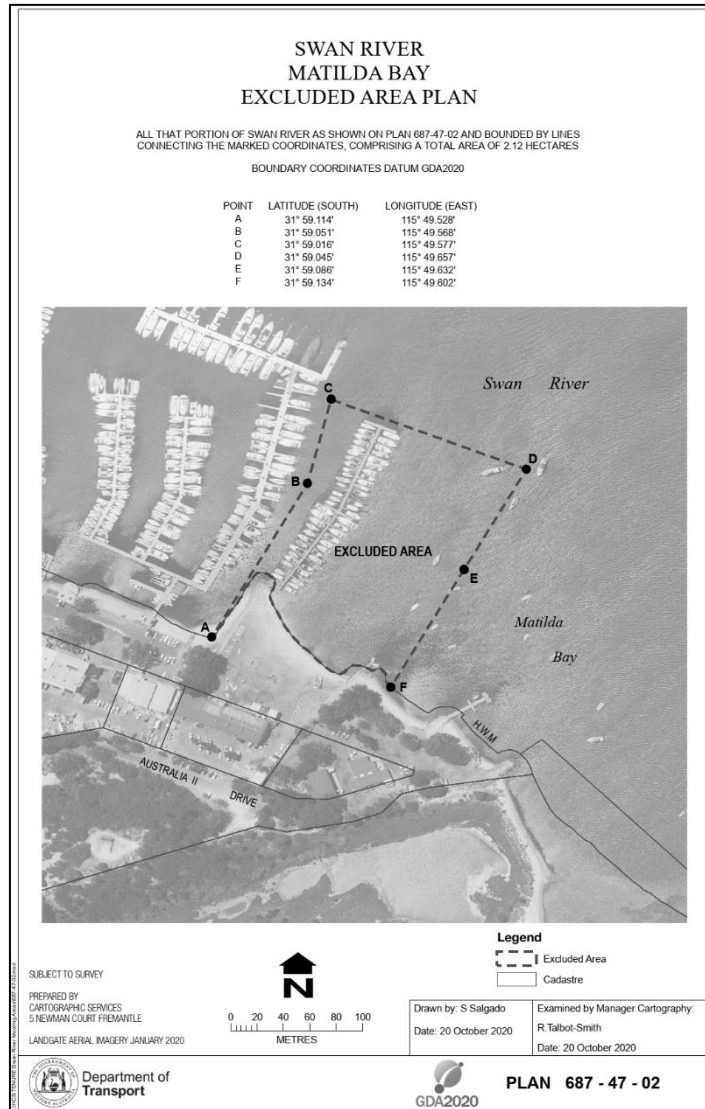 SWAN RIVER
MATILDA BAY
EXCLUDED AREA PLAN
ALL THAT PORTION OF SWAN RIVER AS SHOWN ON PLAN 687-47-02 AND BOUNDED BY LINES
CONNECTING THE MARKED COORDINATES, COMPRISING A TOTAL AREA OF 2.12 HECTARES
BOUNDARY COORDINATES DATUM GDA2020
POINT LATITUDE (SOUTH) LONGITUDE (EAST)
A 31° 59.114' 115° 49.528'
B 31° 59.051' 115° 49.568'
C 31° 59.016' 115° 49.577'
D 31° 59.045' 115° 49.657'
E 31° 59.086' 115° 49.632'
F 31° 59.134' 115° 49.602'
C
Swan River
D
B
EXCLUDED AREA
E
Matilda
Bay
A
F
H.W.M
AUSTRALIA II
DRIVE
Legend
Excluded Area
Cadastre
SUBJECT TO SURVEY
PREPARED BY
CARTOGRAPHIC SERVICES
5 NEWMAN COURT FREMANTLE
LANDGATE AERIAL IMAGERY JANUARY 2020
N
0 20 40 60 80 100
METRES
Drawn by: S Salgado
Date: 20 October 2020
Examined by Manager Cartography:
R.Talbot-Smith
Date: 20 October 2020
Department of
Transport
GDA2020
PLAN 687 - 47 - 02